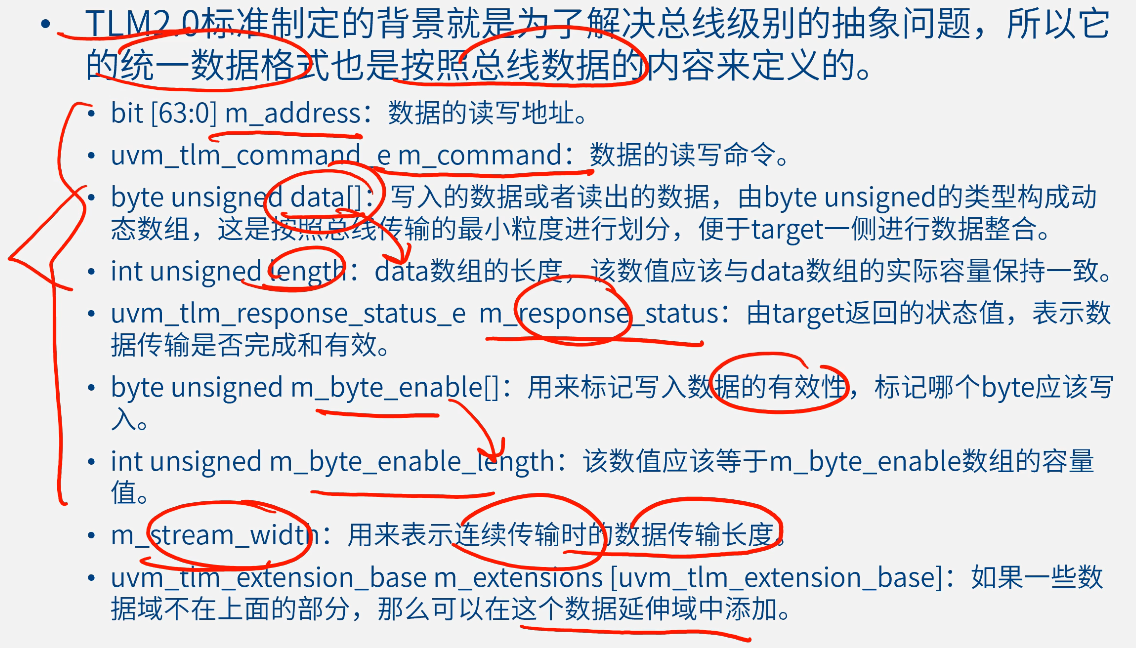 • TLM2.0标准制定的背景就是为了解决总线级别的抽象问题，所以它
的统一数据格式也是按照总线数据的内容来定义的。
• bit [63:0] m_address：数据的读写地址。
• uvm_tlm_command_e m_command：数据的读写命令。
• byte unsigned data[]：写入的数据或者读出的数据，由byte unsigned的类型构成动
态数组，这是按照总线传输的最小粒度进行划分，便于target一侧进行数据整合。
• int unsigned length：data数组的长度，该数值应该与data数组的实际容量保持一致。
• uvm_tlm_response_status_e m_response_status：由target返回的状态值，表示数
据传输是否完成和有效。
• byte unsigned m_byte_enable[]：用来标记写入数据的有效性，标记哪个byte应该写
入。
• int unsigned m_byte_enable_length：该数值应该等于m_byte_enable数组的容量
值。
• m_stream_width：用来表示连续传输时的数据传输长度。
• uvm_tlm_extension_base m_extensions [uvm_tlm_extension_base]：如果一些数
据域不在上面的部分，那么可以在这个数据延伸域中添加。